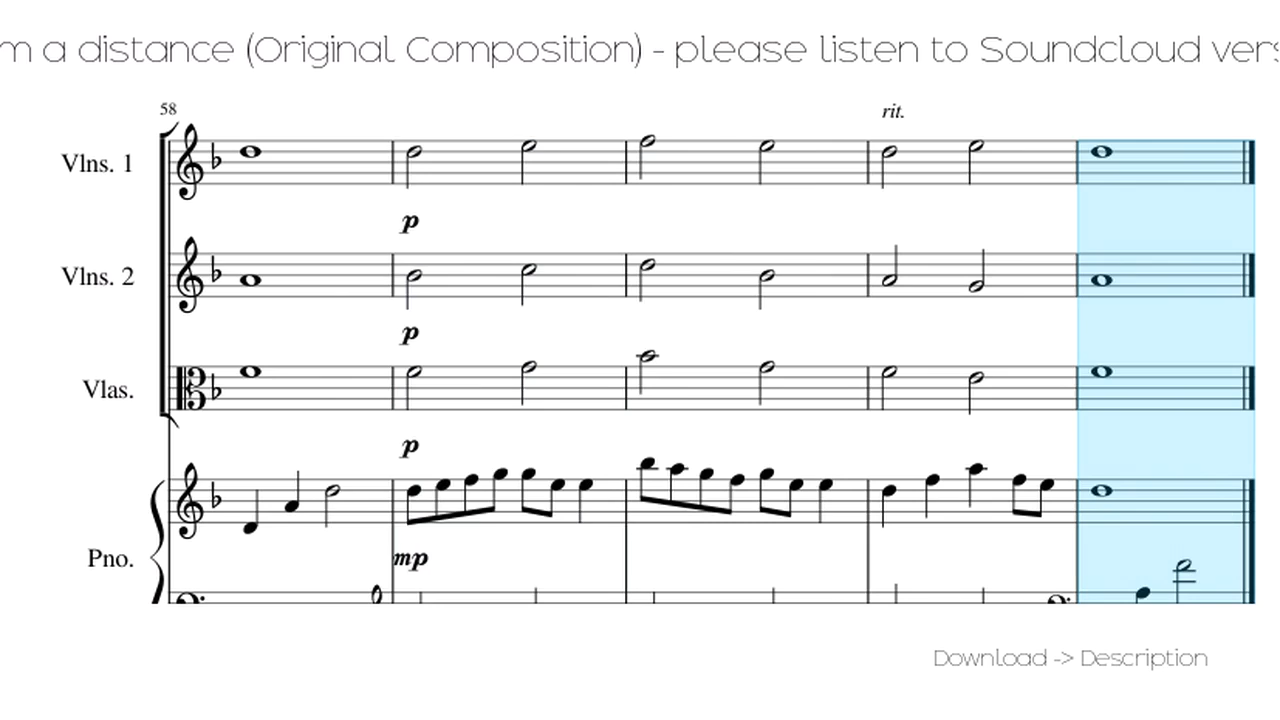 m a distance (Original Composition) - please listen to Soundcloud vers
58
rit.
Vlns. 1
p
Vlns. 2
p
Vlas.
p
Pno.
mp
Download -> Description